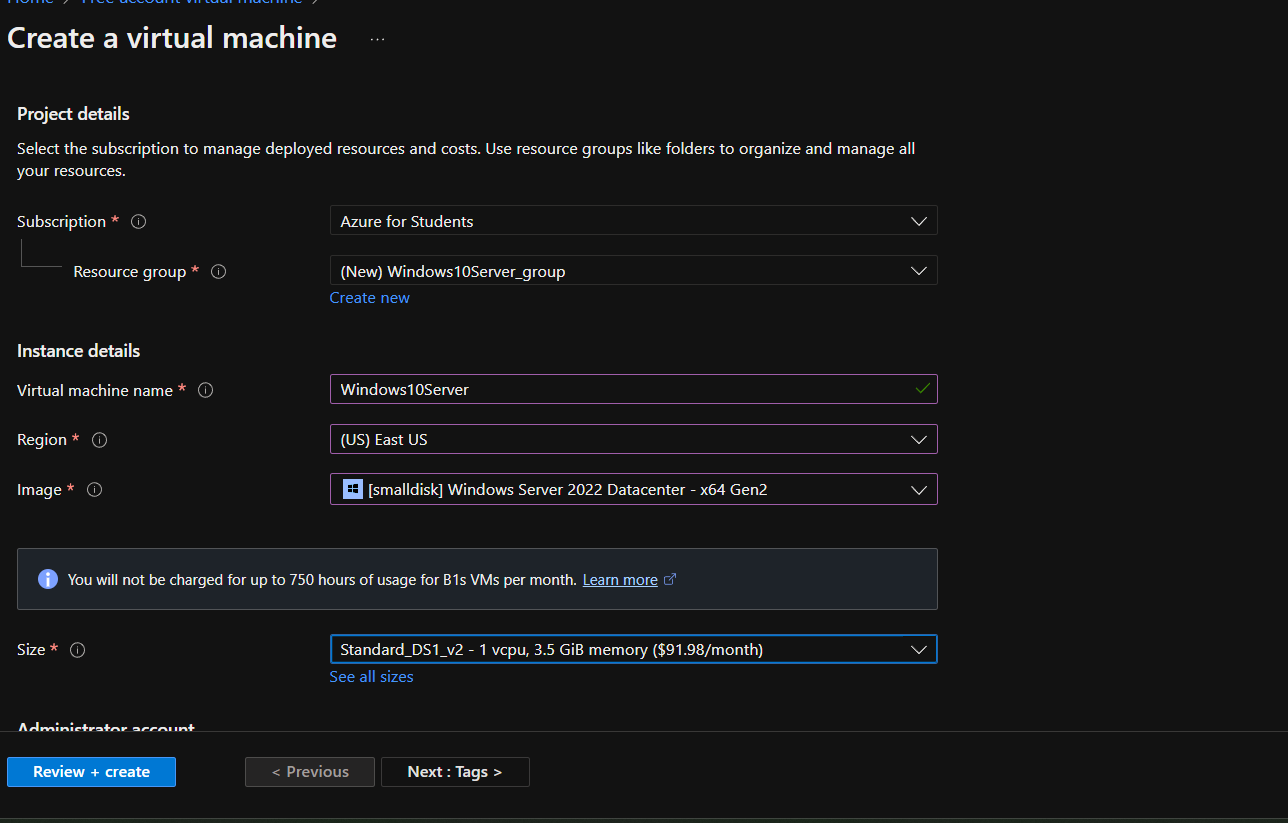 Home > Free account virtual machine >
Create a virtual machine ...
Project details
Select the subscription to manage deployed resources and costs. Use resource groups like folders to organize and manage all
your resources.
Subscription *
Azure for Students
Resource group *
(New) Windows10Server_group
Create new
Instance details
Virtual machine name *
Windows10Server
Region *
(US) East US
Image *
[smalldisk] Windows Server 2022 Datacenter - x64 Gen2
You will not be charged for up to 750 hours of usage for B1s VMs per month. Learn more
Size *
Standard_DS1_v2 - 1 vcpu, 3.5 GiB memory ($91.98/month)
See all sizes
Administrator account
Review + create
< Previous
Next : Tags >